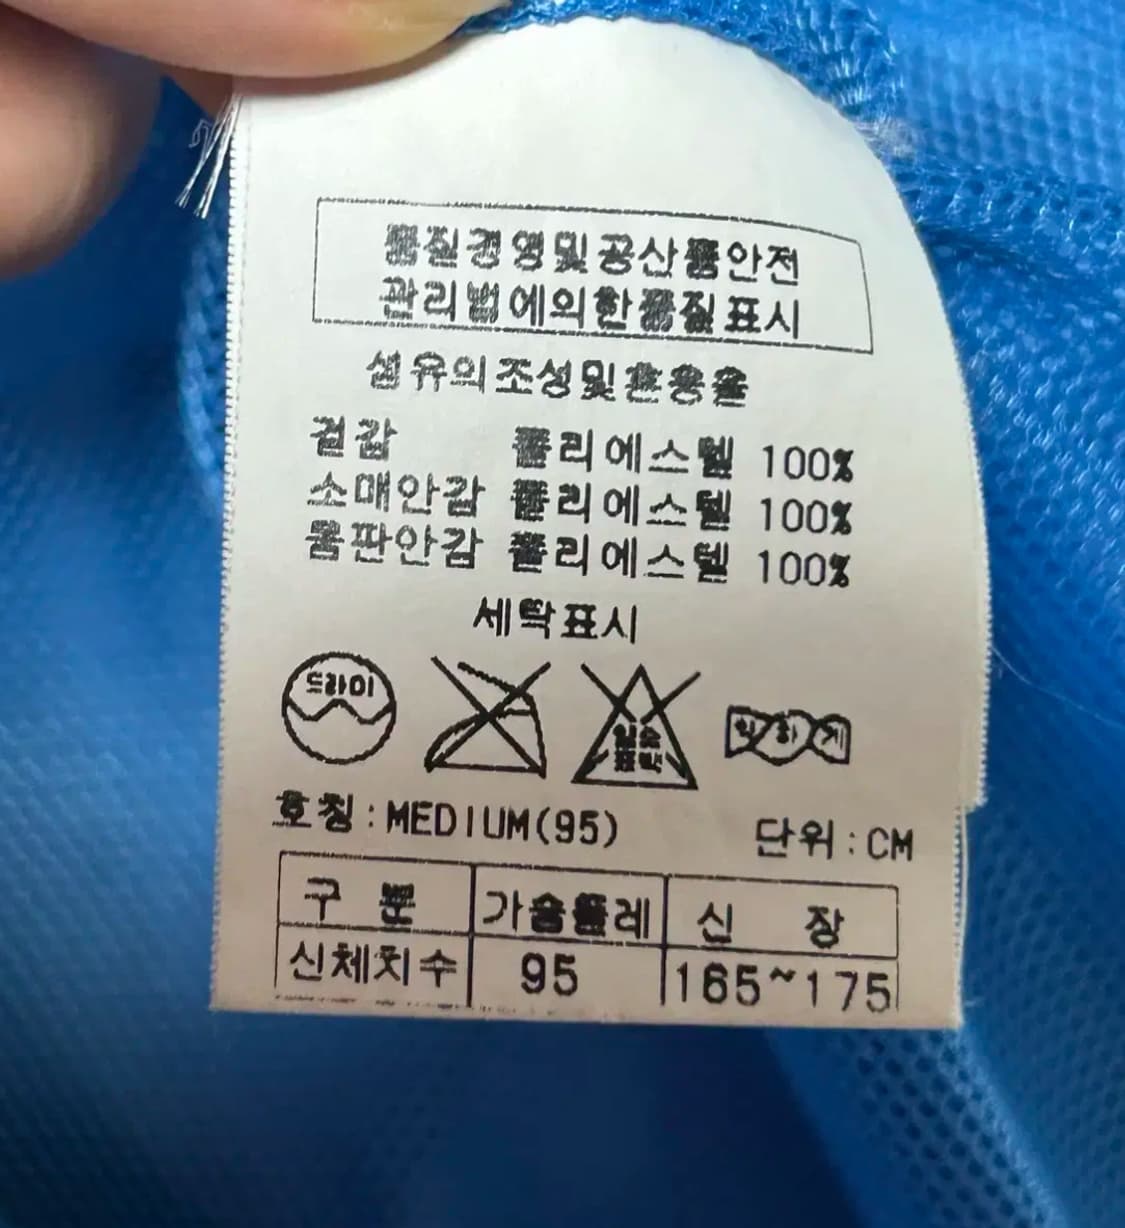 품질경영및공산품안전
관리법에의한품질표시
섬유의조성및혼용율
겉감 폴리에스텔 100%
소매안감 폴리에스텔 100%
몸판안감 폴리에스텔 100%
세탁표시
드라이 염소표백 약하게
호칭:MEDIUM(95) 단위:CM
구 분 가슴둘레 신 장
신체치수 95 165~175